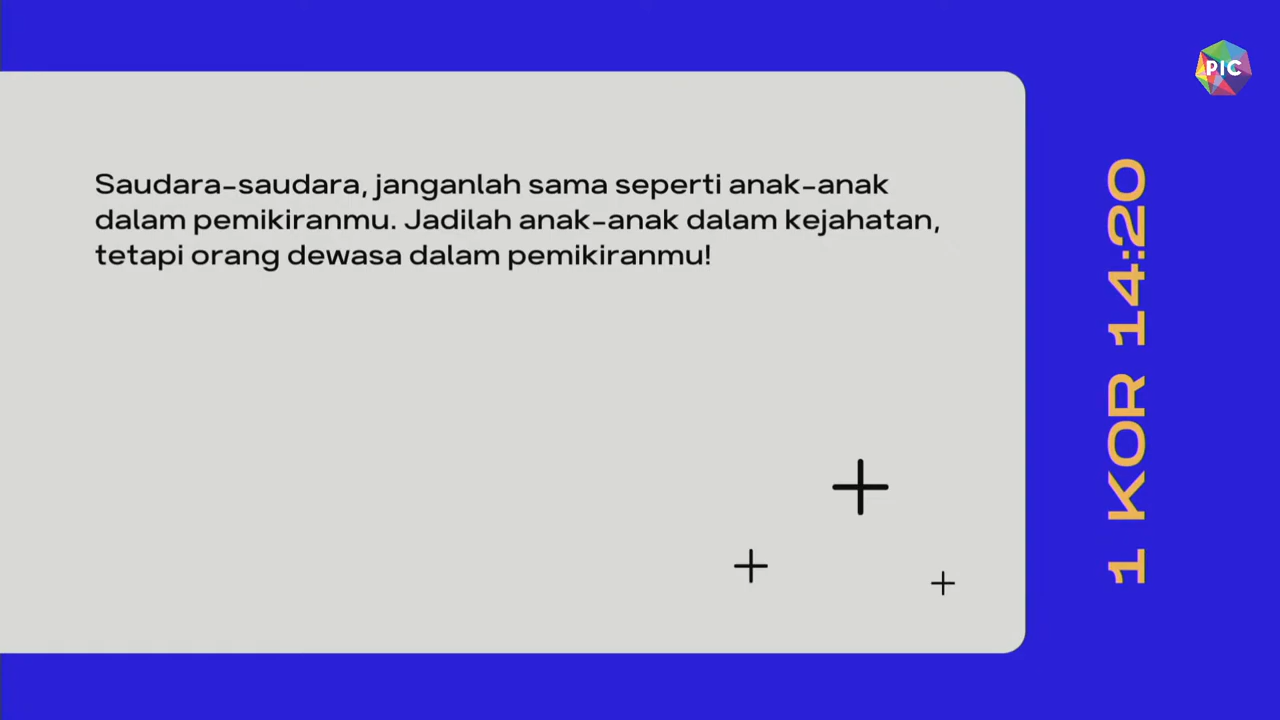 PIC
Saudara-saudara, janganlah sama seperti anak-anak
dalam pemikiranmu. Jadilah anak-anak dalam kejahatan,
tetapi orang dewasa dalam pemikiranmu!
1 KOR 14:20